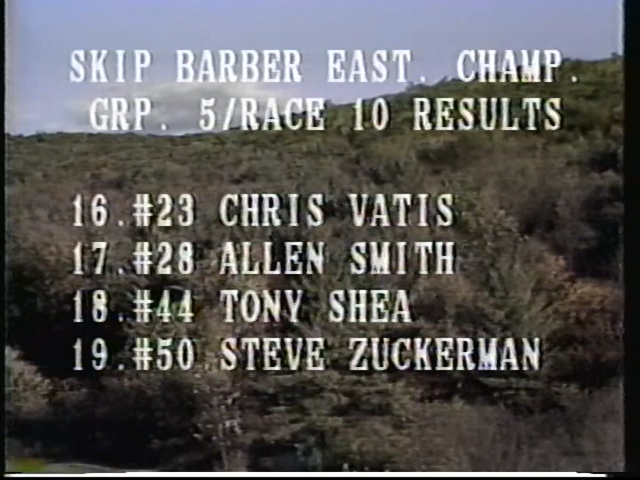 SKIP BARBER EAST. CHAMP.
GRP. 5/RACE 10 RESULTS
16.#23 CHRIS VATIS
17.#28 ALLEN SMITH
18.#44 TONY SHEA
19.#50 STEVE ZUCKERMAN